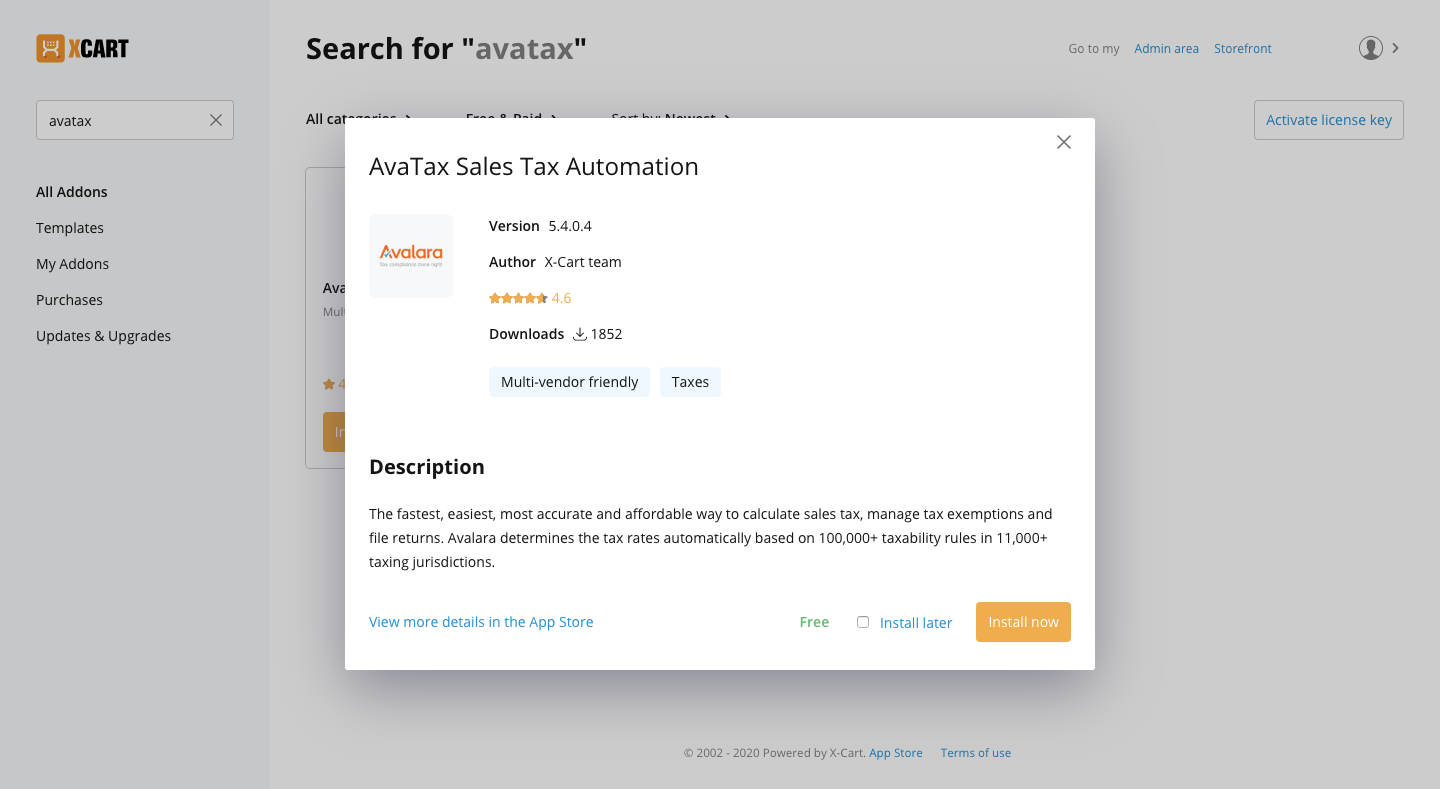 XCART
Search for "avatax"
Go to my Admin area Storefront
avatax
All categories Free & Paid Sort by: Newest
Activate license key
All Addons
Templates
My Addons
Purchases
Updates & Upgrades
AvaTax Sales Tax Automation
Avalara
Tax compliance done right
Version 5.4.0.4
Author X-Cart team
4.6
Downloads 1852
Multi-vendor friendly Taxes
Description
The fastest, easiest, most accurate and affordable way to calculate sales tax, manage tax exemptions and
file returns. Avalara determines the tax rates automatically based on 100,000+ taxability rules in 11,000+
taxing jurisdictions.
View more details in the App Store Free Install later Install now
© 2002 - 2020 Powered by X-Cart. App Store Terms of use